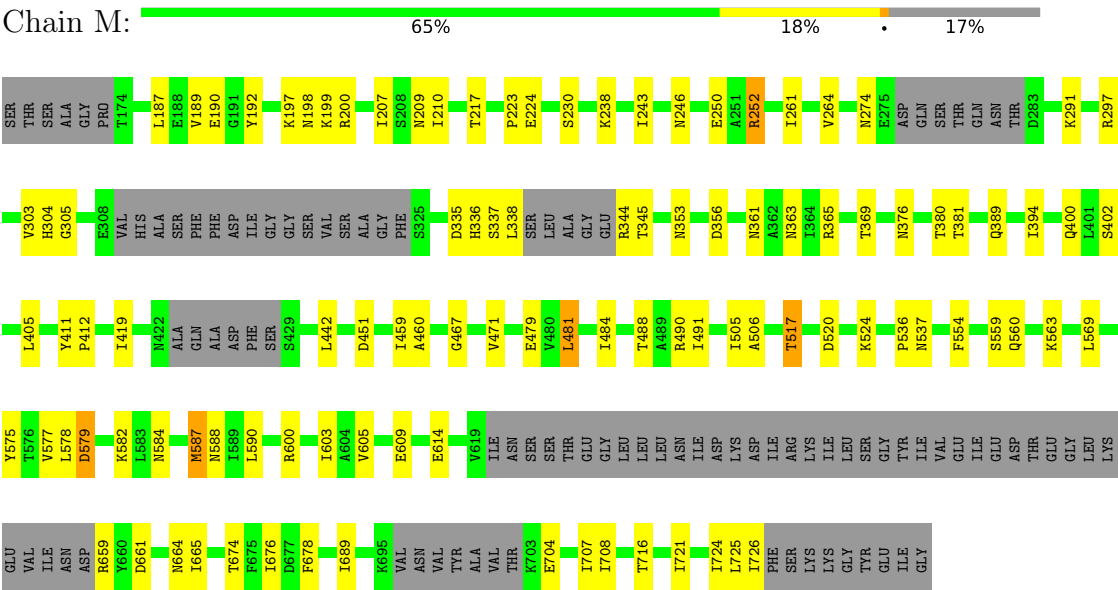 Chain M:
65% 18% • 17%
SER THR SER ALA GLY PRO T174 L187 E188 V189 E190 G191 Y192 K197 N198 K199 R200 I207 S208 N209 I210 T217 P223 E224 S230 K238 I243 N246 E250 A251 R252 I261 V264 N274 E275 ASP GLN SER THR GLN ASN THR D283 K291 R297
V303 H304 G305 E308 VAL HIS ALA SER PHE PHE ASP ILE GLY GLY SER VAL SER ALA GLY PHE S325 D335 H336 S337 L338 SER LEU ALA GLY GLU R344 T345 N353 D356 N361 A362 N363 I364 R365 T369 N376 T380 T381 Q389 I394 Q400 L401 S402
L405 Y411 P412 I419 N422 ALA GLN ALA ASP PHE SER S429 L442 D451 I459 A460 G467 V471 E479 V480 L481 I484 T488 A489 R490 I491 I505 A506 T517 D520 K524 P536 N537 F554 S559 Q560 K563 L569
Y575 I576 V577 L578 D579 K582 L583 N584 M587 N588 I589 L590 R600 I603 A604 V605 E609 E614 V619 ILE ASN SER SER THR GLU GLY LEU LEU LEU ASN ILE ASP LYS ASP ILE ARG LYS ILE LEU SER GLY TYR ILE VAL GLU ILE GLU ASP THR GLU GLY LEU LYS
GLU VAL ILE ASN ASP R659 Y660 D661 N664 I665 T674 F675 I676 D677 F678 I689 K695 VAL ASN VAL TYR ALA VAL THR K703 E704 I707 I708 T716 I721 I724 L725 I726 PHE SER LYS LYS GLY TYR GLU ILE GLY